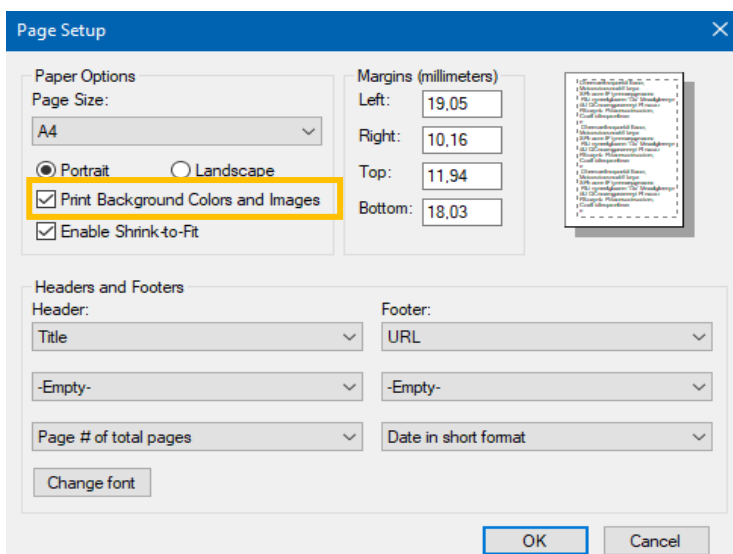 Page Setup
Paper Options
Page Size:
A4
Portrait
Landscape
Print Background Colors and Images
Enable Shrink-to-Fit
Margins (millimeters)
Left: 19,05
Right: 10,16
Top: 11,94
Bottom: 18,03
Headers and Footers
Header:
Footer:
Title
URL
-Empty-
-Empty-
Page # of total pages
Date in short format
Change font
OK
Cancel